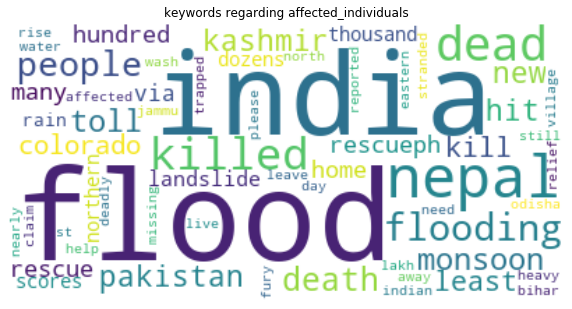 keywords regarding affected_individuals
rise
water
hundred
kashmir
thousand
dead
people
dozens
north
india
new
many
affected
via
wash
trapped
reported
eastern
stranded
jammu
please
hit
village
rain
toll
colorado
killed
rescueph
kill
still
relief
northern
landslide
leave
home
nepal
day
flood
deadly
missing
live
need
odisha
flooding
nearly
claim
st
help
monsoon
rescue
pakistan
death
fury
lakh
away
least
heavy
scores
indian
bihar